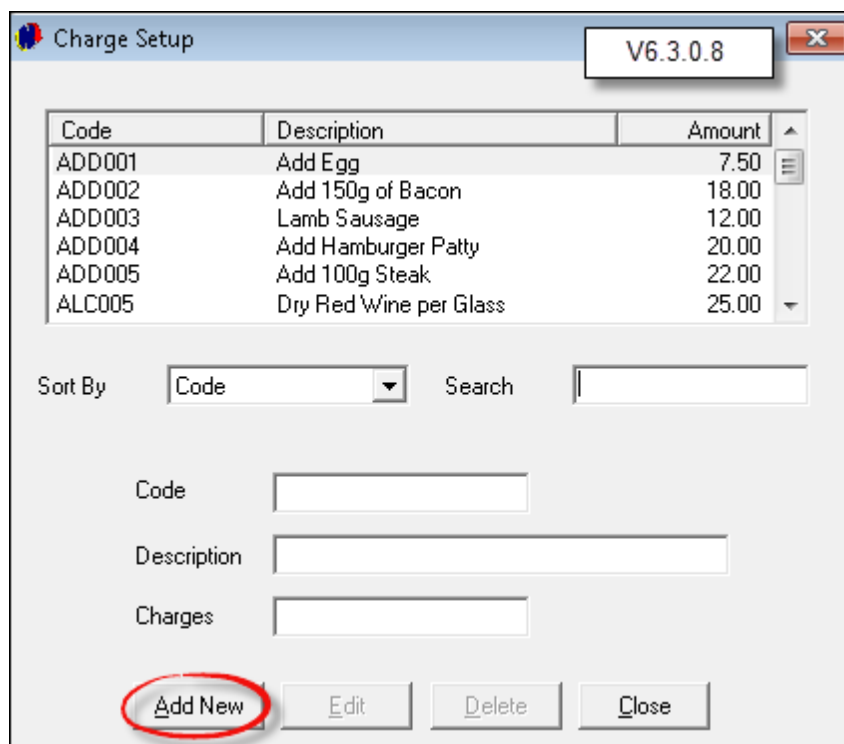 Charge Setup
V6.3.0.8
Code Description Amount
ADD001 Add Egg 7.50
ADD002 Add 150g of Bacon 18.00
ADD003 Lamb Sausage 12.00
ADD004 Add Hamburger Patty 20.00
ADD005 Add 100g Steak 22.00
ALC005 Dry Red Wine per Glass 25.00
Sort By Code Search
Code
Description
Charges
Add New Edit Delete Close